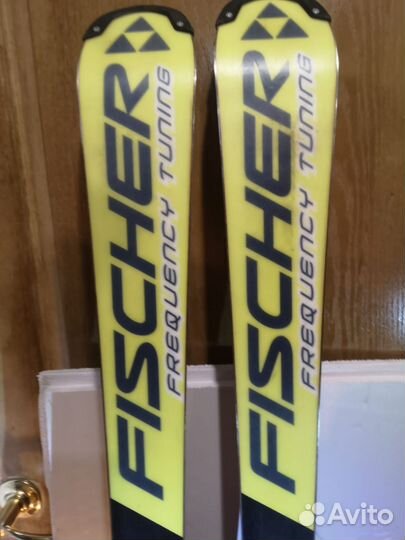 FISCHER
FREQUENCY TUNING
FISCHER
FREQUENCY TUNING
Avito